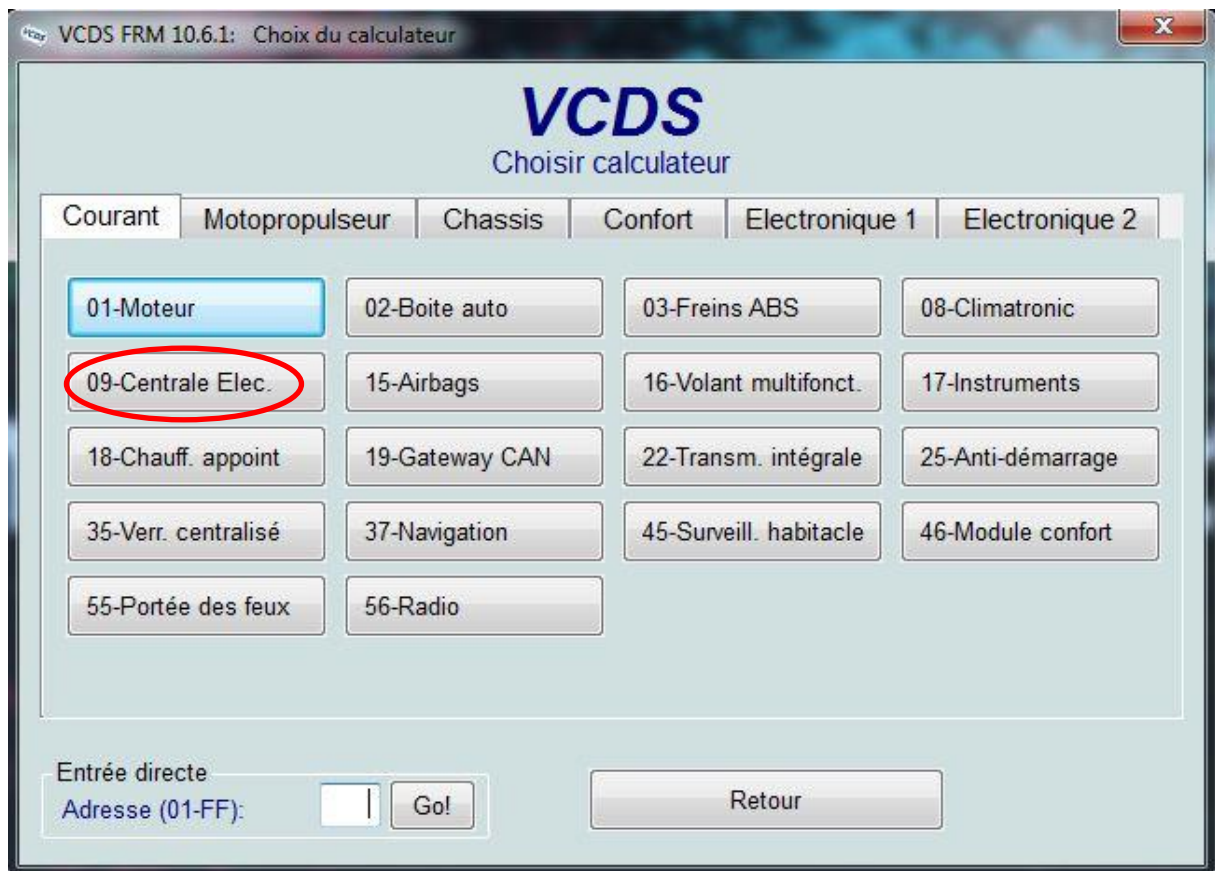 VCDS FRM 10.6.1: Choix du calculateur
VCDS
Choisir calculateur
Courant Motopropulseur Chassis Confort Electronique 1 Electronique 2
01-Moteur 02-Boite auto 03-Freins ABS 08-Climatronic
09-Centrale Elec. 15-Airbags 16-Volant multifonct. 17-Instruments
18-Chauff. appoint 19-Gateway CAN 22-Transm. intégrale 25-Anti-démarrage
35-Verr. centralisé 37-Navigation 45-Surveill. habitacle 46-Module confort
55-Portée des feux 56-Radio
Entrée directe
Adresse (01-FF): Go! Retour